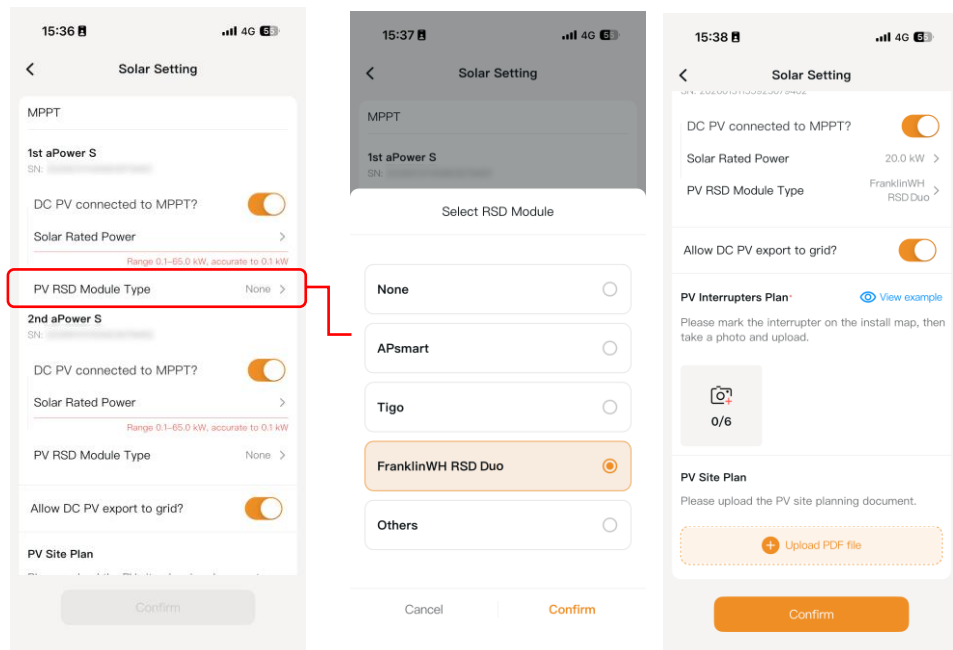 15:36
4G
Solar Setting
MPPT
1st aPower S
SN:
DC PV connected to MPPT?
Solar Rated Power
Range 0.1–65.0 kW, accurate to 0.1 kW
PV RSD Module Type None
2nd aPower S
SN:
DC PV connected to MPPT?
Solar Rated Power
Range 0.1–65.0 kW, accurate to 0.1 kW
PV RSD Module Type None
Allow DC PV export to grid?
PV Site Plan
Confirm
15:37
4G
Solar Setting
MPPT
1st aPower S
SN:
Select RSD Module
None
APsmart
Tigo
FranklinWH RSD Duo
Others
Cancel Confirm
15:38
4G
Solar Setting
DC PV connected to MPPT?
Solar Rated Power 20.0 kW
PV RSD Module Type FranklinWH
RSD Duo
Allow DC PV export to grid?
PV Interrupters Plan* View example
Please mark the interrupter on the install map, then
take a photo and upload.
0/6
PV Site Plan
Please upload the PV site planning document.
Upload PDF file
Confirm